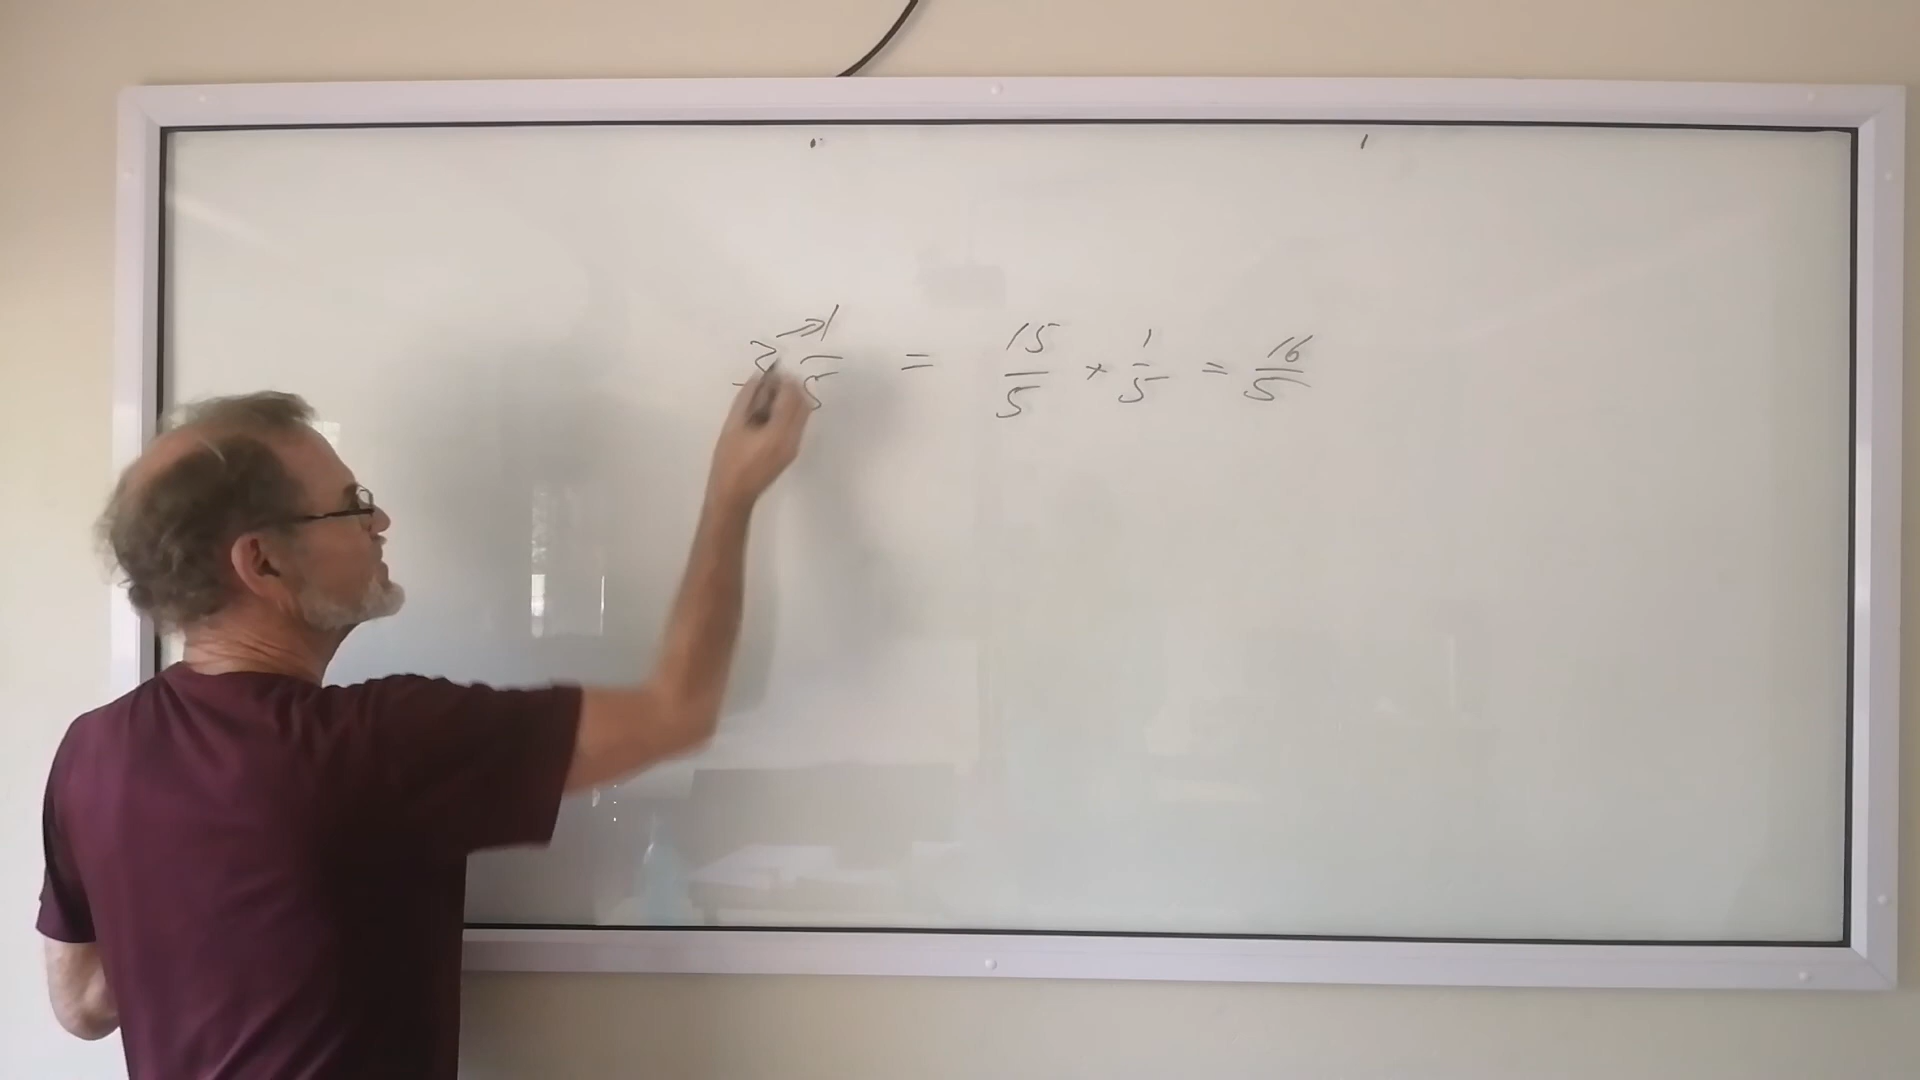 3 1/5 = 15/5 + 1/5 = 16/5